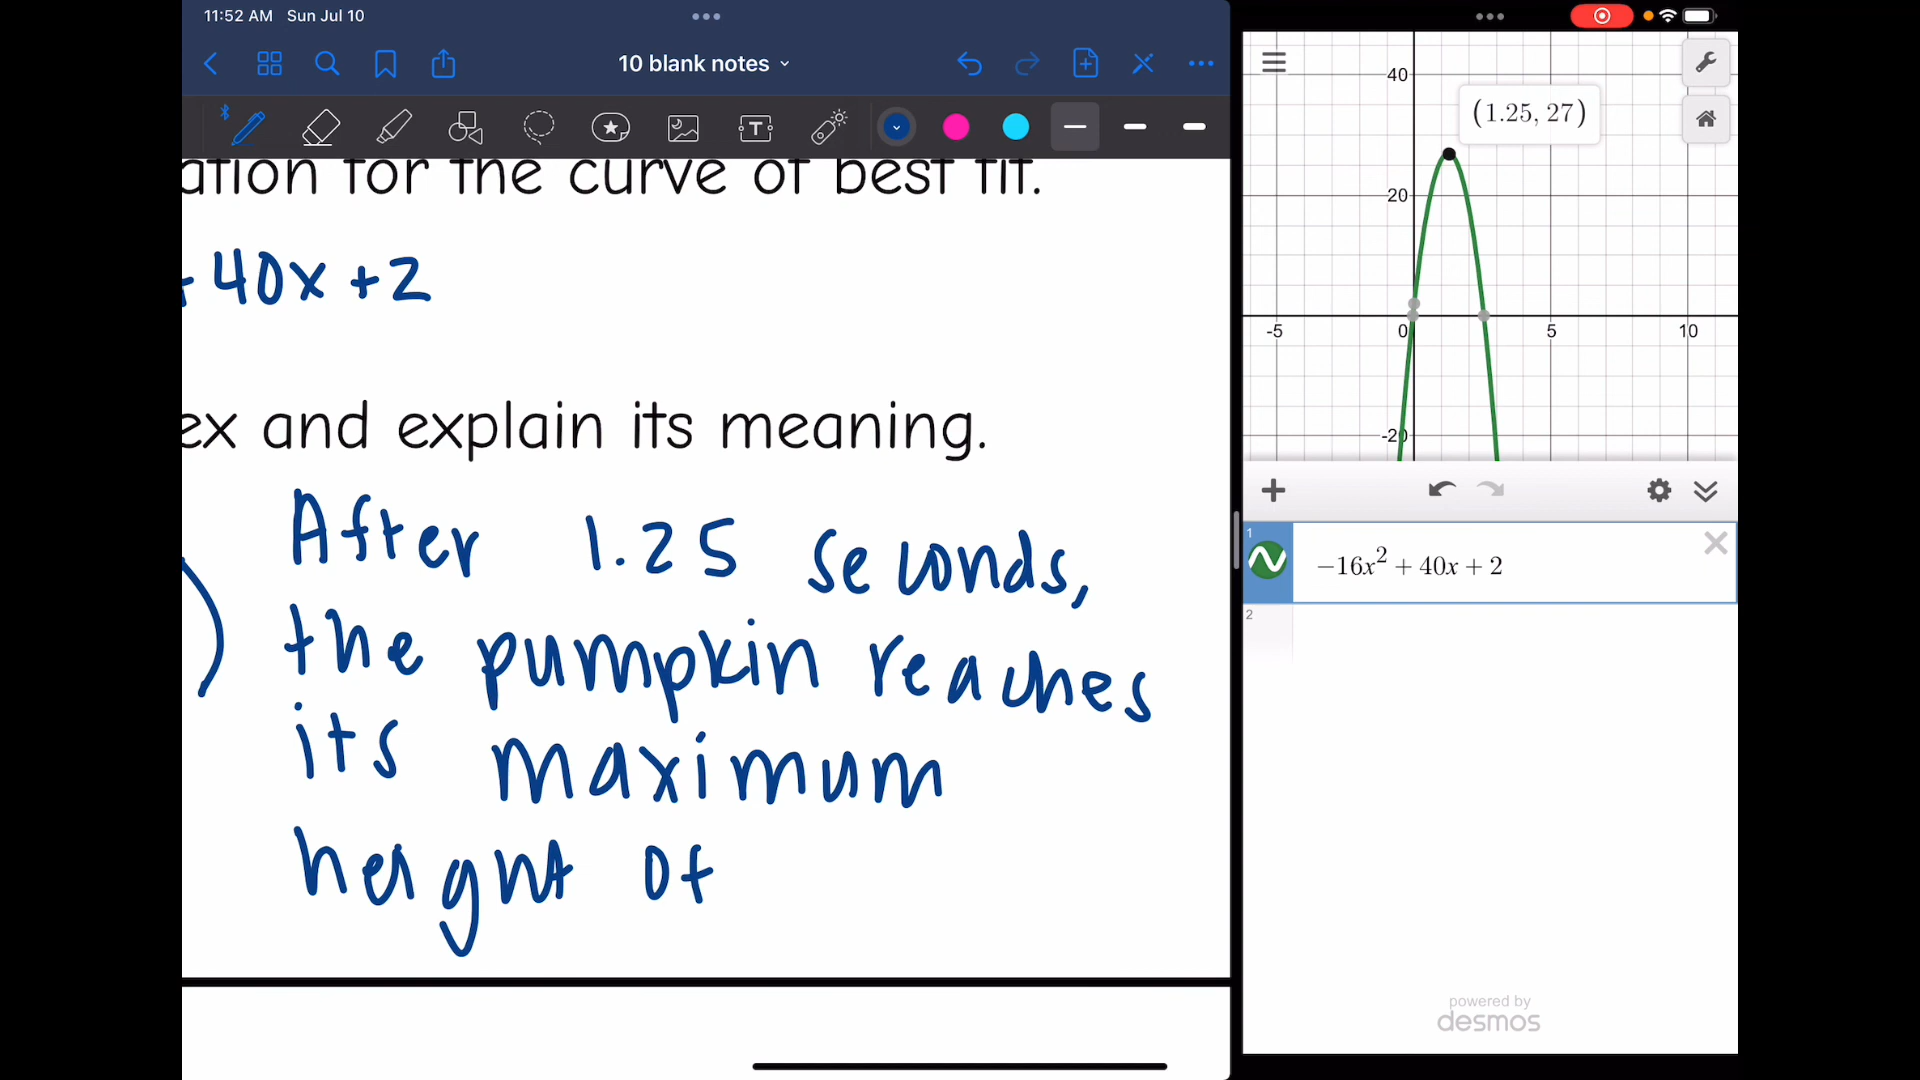 11:52 AM Sun Jul 10
10 blank notes
ation for the curve of best fit.
+40x+2
ex and explain its meaning.
After 1.25 seconds,
the pumpkin reaches
its maximum
height of
40
(1.25, 27)
20
-5
0
5
10
-20
1
−16x² + 40x + 2
2
powered by
desmos